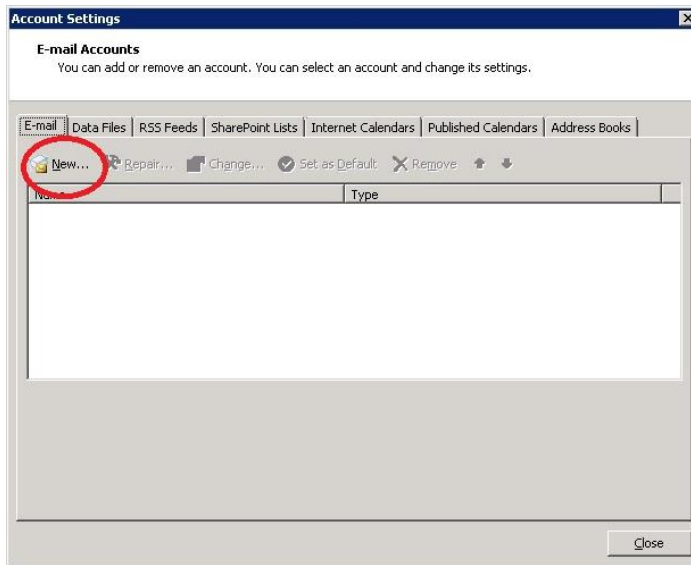 Account Settings
E-mail Accounts
You can add or remove an account. You can select an account and change its settings.
E-mail Data Files RSS Feeds SharePoint Lists Internet Calendars Published Calendars Address Books
New... Repair... Change... Set as Default Remove
Name Type
Close